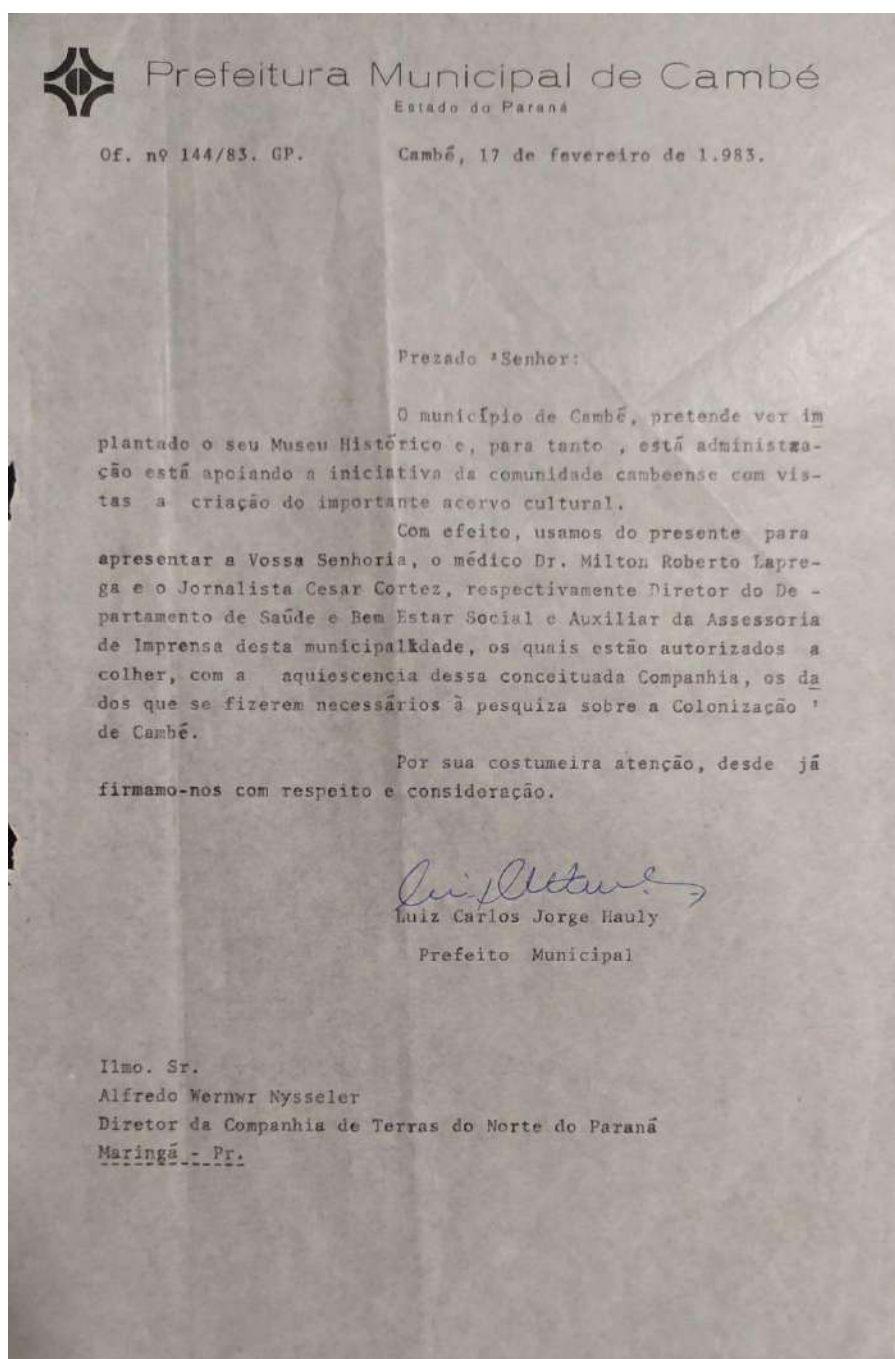 Prefeitura Municipal de Cambé
Estado do Paraná
Of. nº 144/83. GP. Cambé, 17 de fevereiro de 1.983.
Prezado 'Senhor:
O município de Cambé, pretende ver im
plantado o seu Museu Histórico e, para tanto , está administra-
ção está apoiando a iniciativa da comunidade cambeense com vis-
tas a criação do importante acervo cultural.
Com efeito, usamos do presente para
apresentar a Vossa Senhoria, o médico Dr. Milton Roberto Lapre-
ga e o Jornalista Cesar Cortez, respectivamente Diretor do De -
partamento de Saúde e Bem Estar Social e Auxiliar da Assessoria
de Imprensa desta municipalidade, os quais estão autorizados a
colher, com a aquiescencia dessa conceituada Companhia, os da
dos que se fizerem necessários à pesquiza sobre a Colonização '
de Cambé.
Por sua costumeira atenção, desde já
firmamo-nos com respeito e consideração.
Luiz Carlos Jorge Hauly
Prefeito Municipal
Ilmo. Sr.
Alfredo Wernwr Nysseler
Diretor da Companhia de Terras do Norte do Paraná
Maringá - Pr.